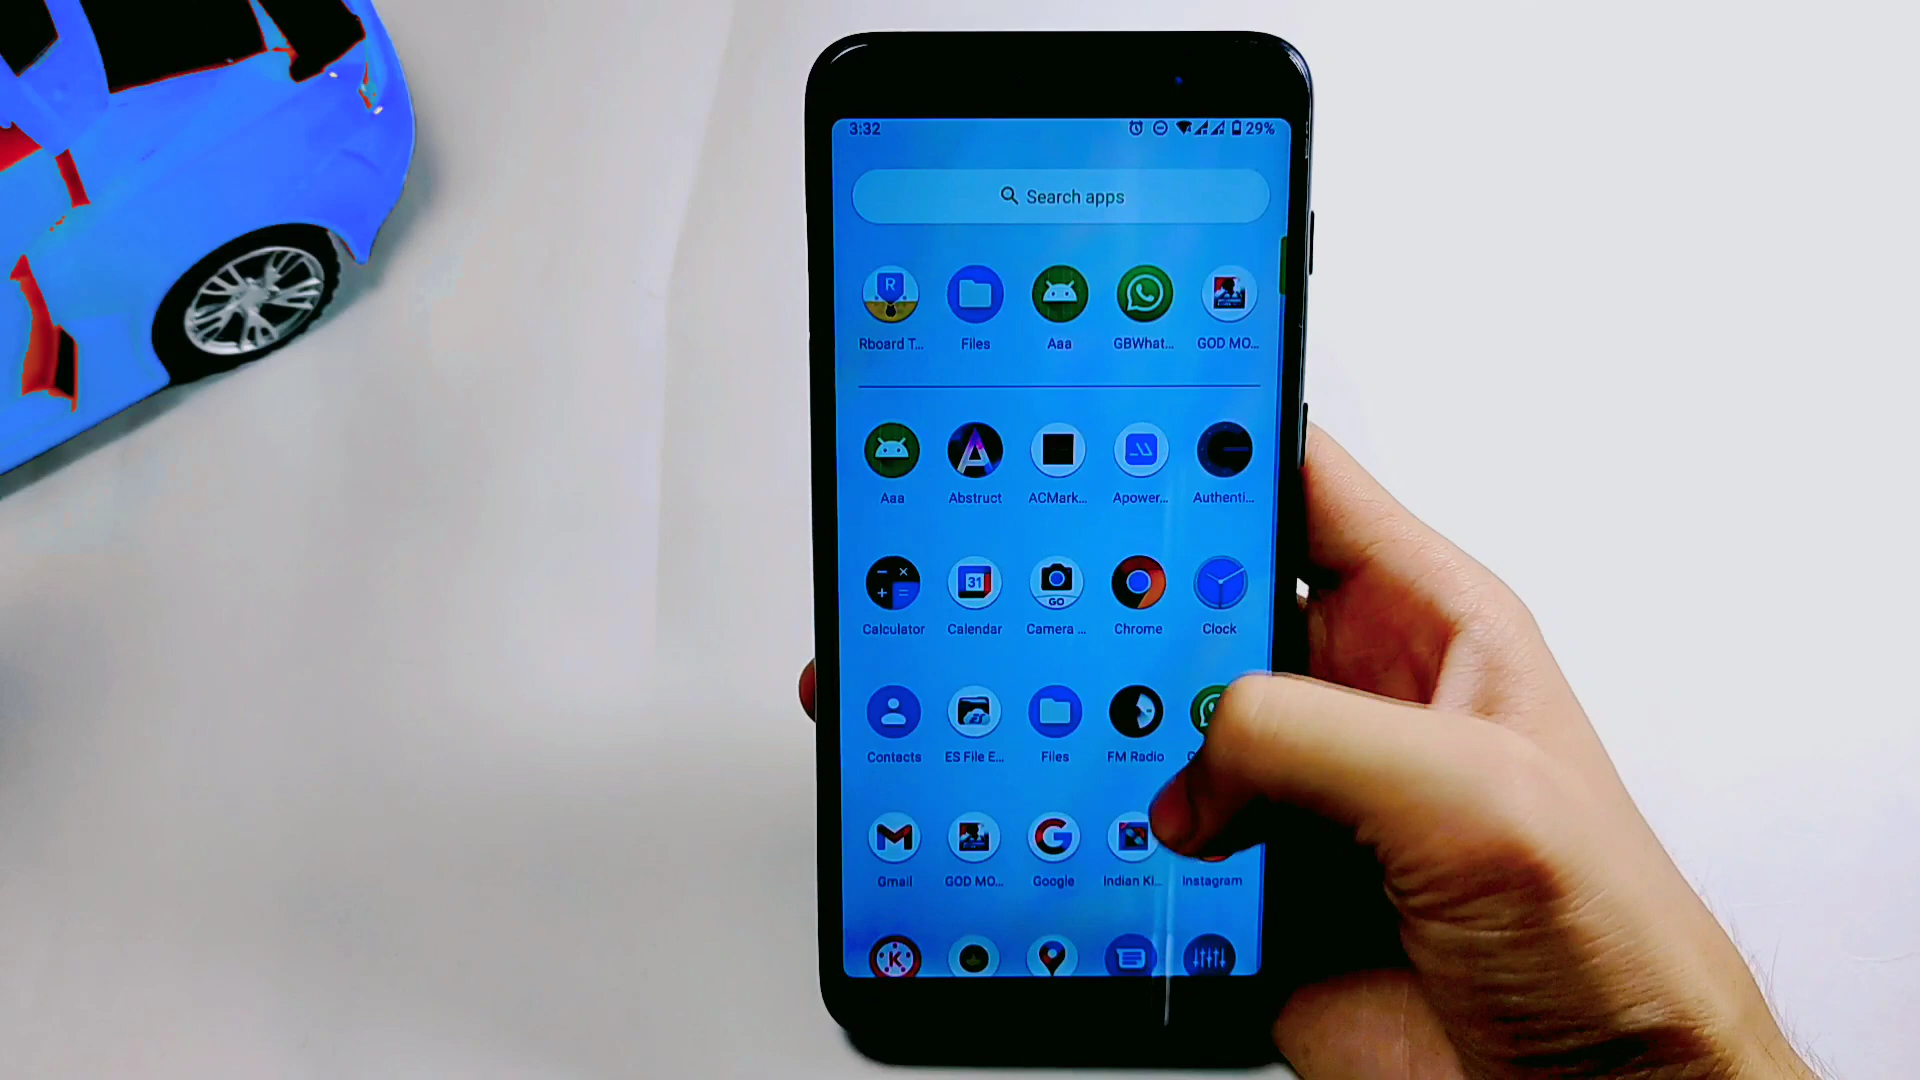 3:32 29%
Search apps
R
Rboard T... Files Aaa GBWhat... GOD MO...
Aaa Abstruct ACMark... Apower... Authenti...
31
GO
Calculator Calendar Camera ... Chrome Clock
Contacts ES File E... Files FM Radio
Gmail GOD MO... Google Indian Ki... Instagram
K